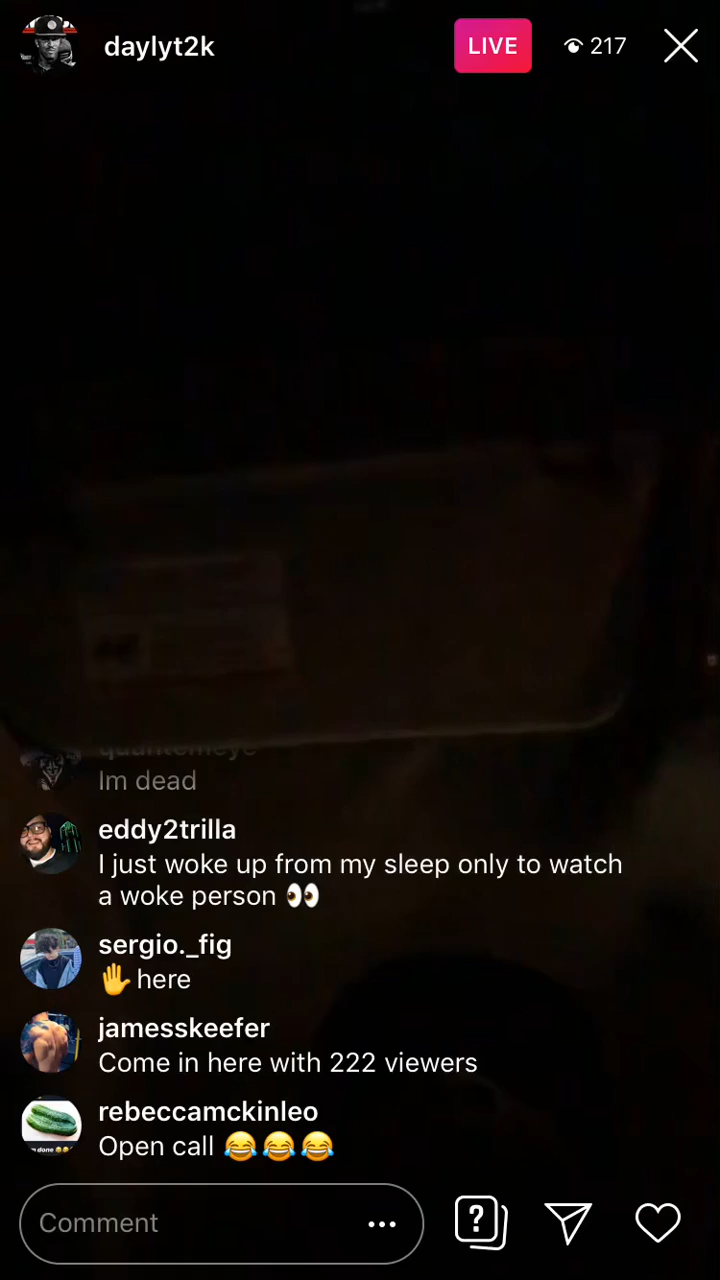 daylyt2k
LIVE
217
quantemeye
Im dead
eddy2trilla
I just woke up from my sleep only to watch
a woke person 👀
sergio._fig
🖐 here
jamesskeefer
Come in here with 222 viewers
rebeccamckinleo
Open call 😂😂😂
Comment